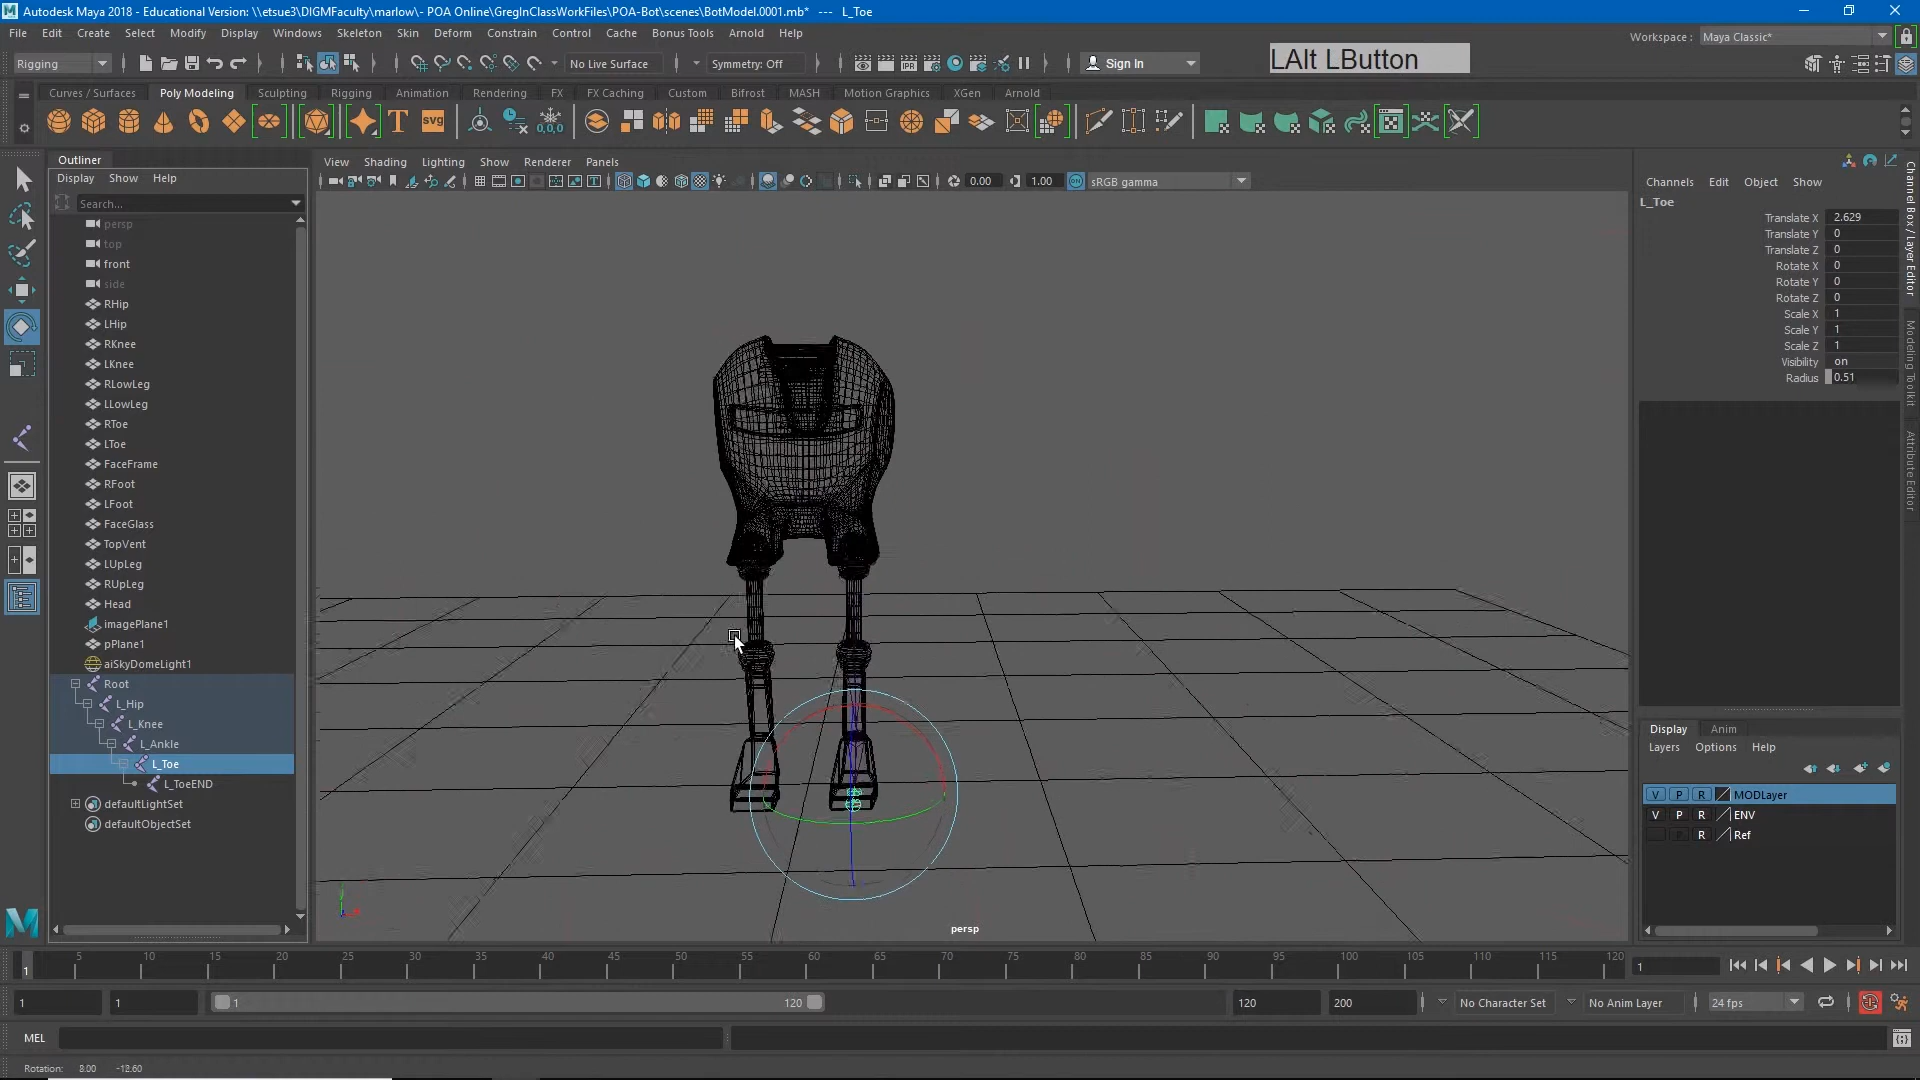 Autodesk Maya 2018 - Educational Version: \\etsue3\DIGMFaculty\marlow\- POA Online\GregInClassWorkFiles\POA-Bot\scenes\BotModel.0001.mb* --- L_Toe
File Edit Create Select Modify Display Windows Skeleton Skin Deform Constrain Control Cache Bonus Tools Arnold Help
Workspace : Maya Classic*
Rigging
No Live Surface
Symmetry: Off
Sign In
LAlt LButton
Curves / Surfaces Poly Modeling Sculpting Rigging Animation Rendering FX FX Caching Custom Bifrost MASH Motion Graphics XGen Arnold
T
SVG
0,0,0
IPR
Outliner
Display Show Help
Search...
persp
top
front
side
RHip
LHip
RKnee
LKnee
RLowLeg
LLowLeg
RToe
LToe
FaceFrame
RFoot
LFoot
FaceGlass
TopVent
LUpLeg
RUpLeg
Head
imagePlane1
pPlane1
aiSkyDomeLight1
Root
L_Hip
L_Knee
L_Ankle
L_Toe
L_ToeEND
defaultLightSet
defaultObjectSet
View Shading Lighting Show Renderer Panels
0.00 1.00 sRGB gamma
persp
Channels Edit Object Show
L_Toe
Translate X 2.629
Translate Y 0
Translate Z 0
Rotate X 0
Rotate Y 0
Rotate Z 0
Scale X 1
Scale Y 1
Scale Z 1
Visibility on
Radius 0.51
Channel Box / Layer Editor
Modeling Toolkit
Attribute Editor
Display Anim
Layers Options Help
V P R MODLayer
V P R ENV
R Ref
1 5 10 15 20 25 30 35 40 45 50 55 60 65 70 75 80 85 90 95 100 105 110 115 120
1
1 1 1 120 120 200 No Character Set No Anim Layer 24 fps
MEL
Rotation: 8.00 -12.60